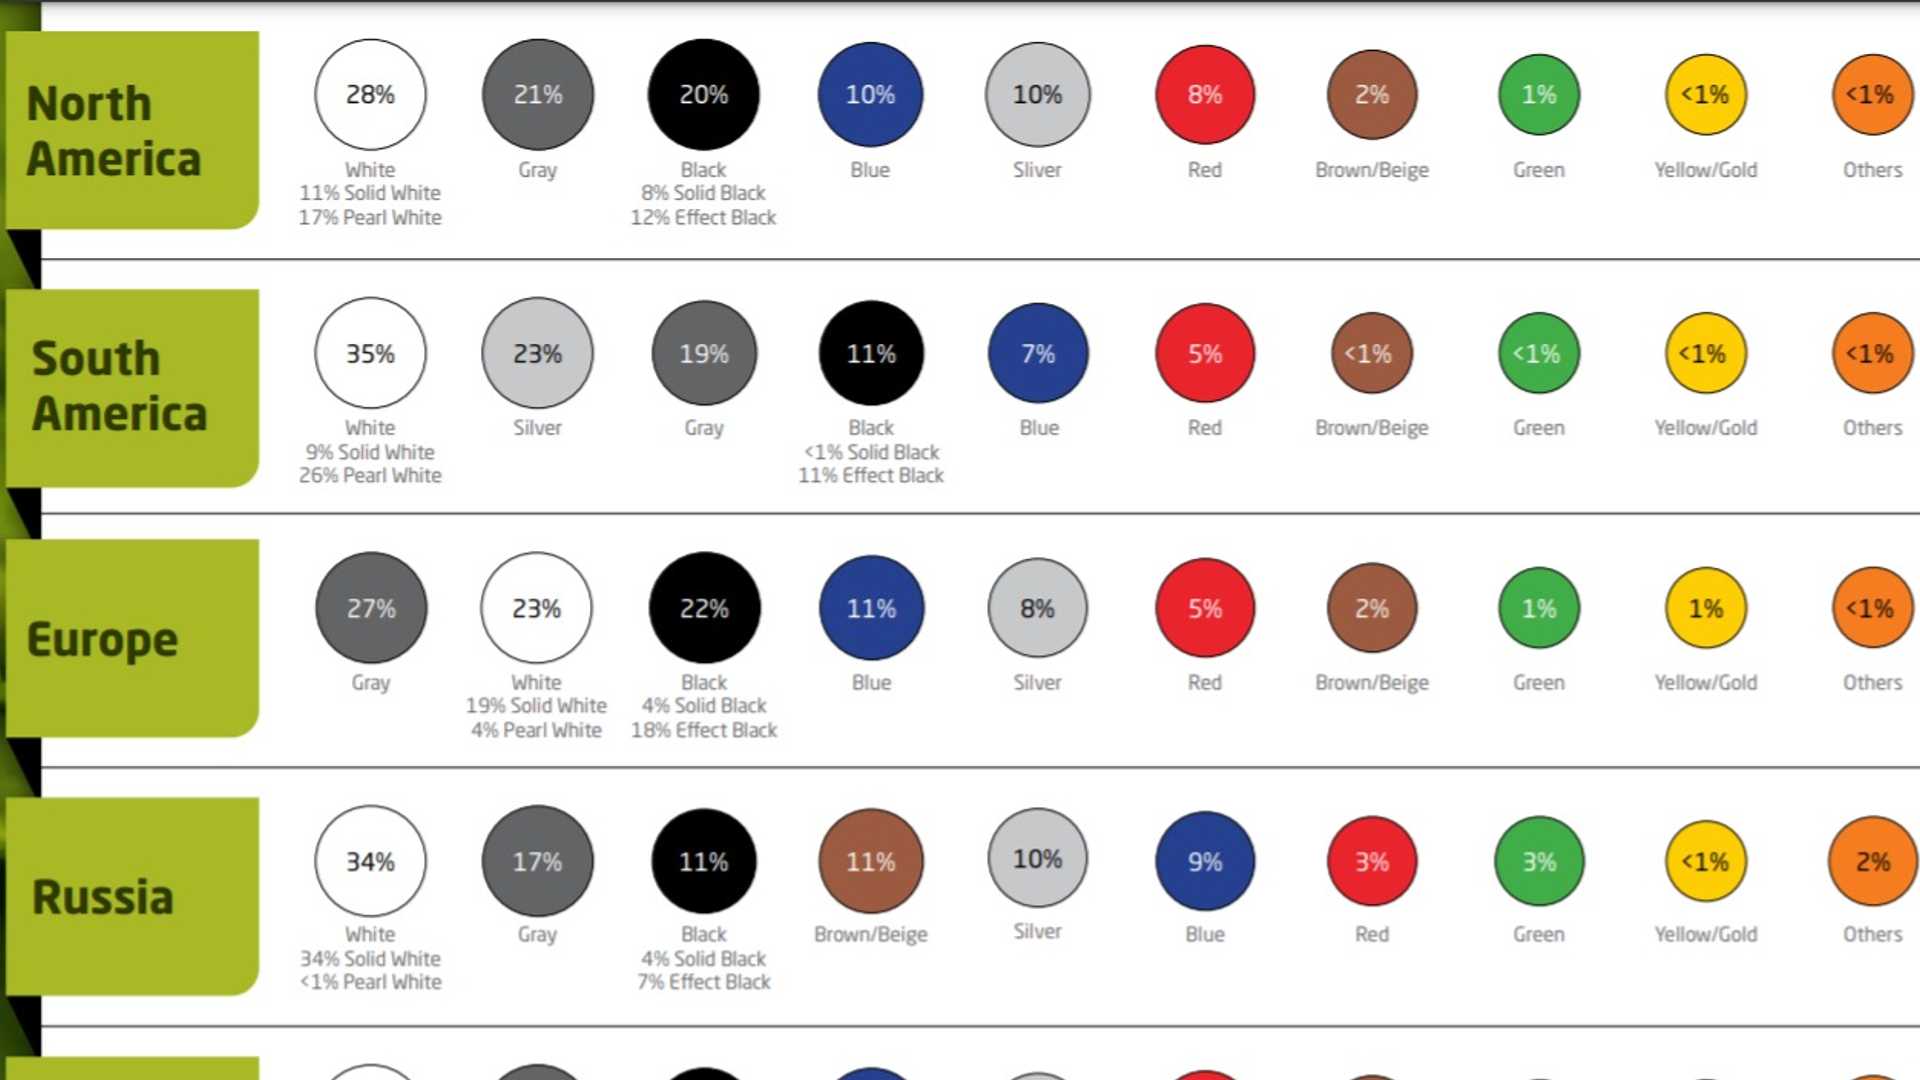 North
America
28% 21% 20% 10% 10% 8% 2% 1% <1% <1%
White Gray Black Blue Sliver Red Brown/Beige Green Yellow/Gold Others
11% Solid White 8% Solid Black
17% Pearl White 12% Effect Black
South
America
35% 23% 19% 11% 7% 5% <1% <1% <1% <1%
White Silver Gray Black Blue Red Brown/Beige Green Yellow/Gold Others
9% Solid White <1% Solid Black
26% Pearl White 11% Effect Black
Europe
27% 23% 22% 11% 8% 5% 2% 1% 1% <1%
Gray White Black Blue Silver Red Brown/Beige Green Yellow/Gold Others
19% Solid White 4% Solid Black
4% Pearl White 18% Effect Black
Russia
34% 17% 11% 11% 10% 9% 3% 3% <1% 2%
White Gray Black Brown/Beige Silver Blue Red Green Yellow/Gold Others
34% Solid White 4% Solid Black
<1% Pearl White 7% Effect Black